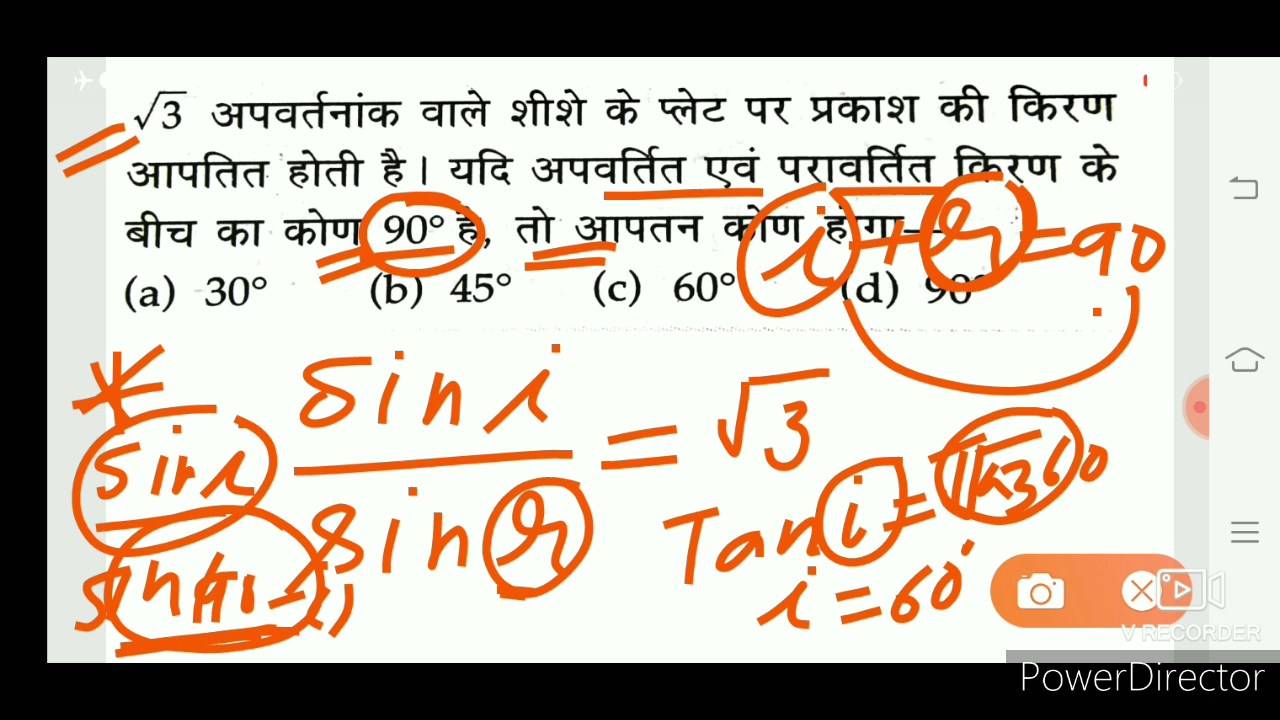 √3 अपवर्तनांक वाले शीशे के प्लेट पर प्रकाश की किरण
आपतित होती है। यदि अपवर्तित एवं परावर्तित किरण के
बीच का कोण 90° है, तो आपतन कोण होगा—
i + r = 90
(a) 30° (b) 45° (c) 60° (d) 90°
sin i / sin r = √3
sin i
Tan i =
i = 60°
V RECORDER
PowerDirector